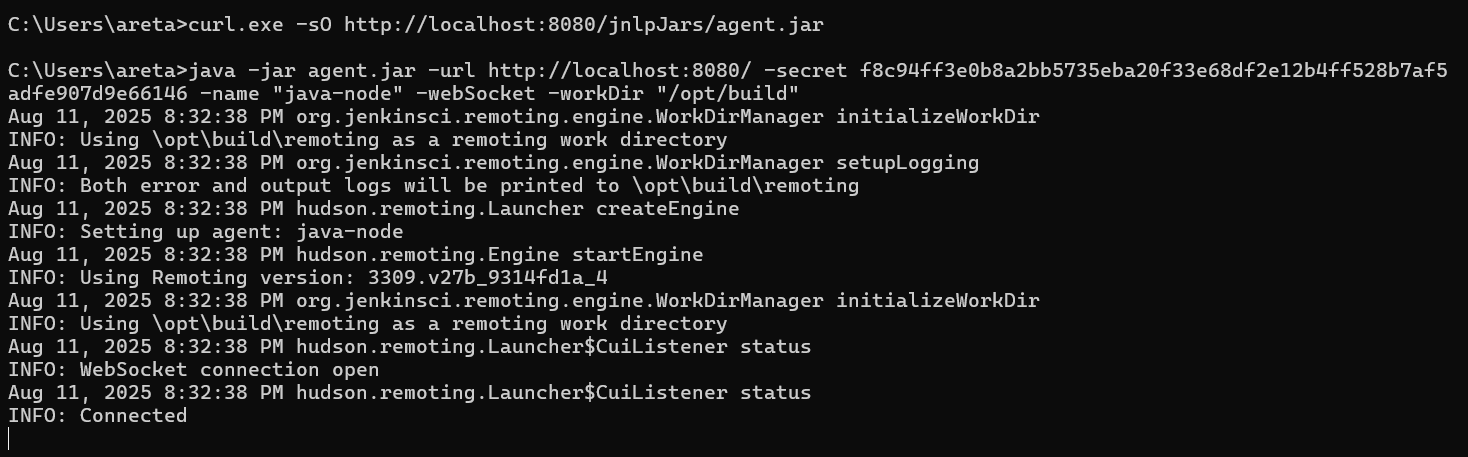 C:\Users\areta>curl.exe -sO http://localhost:8080/jnlpJars/agent.jar
C:\Users\areta>java -jar agent.jar -url http://localhost:8080/ -secret f8c94ff3e0b8a2bb5735eba20f33e68df2e12b4ff528b7af5
adfe907d9e66146 -name "java-node" -webSocket -workDir "/opt/build"
Aug 11, 2025 8:32:38 PM org.jenkinsci.remoting.engine.WorkDirManager initializeWorkDir
INFO: Using \opt\build\remoting as a remoting work directory
Aug 11, 2025 8:32:38 PM org.jenkinsci.remoting.engine.WorkDirManager setupLogging
INFO: Both error and output logs will be printed to \opt\build\remoting
Aug 11, 2025 8:32:38 PM hudson.remoting.Launcher createEngine
INFO: Setting up agent: java-node
Aug 11, 2025 8:32:38 PM hudson.remoting.Engine startEngine
INFO: Using Remoting version: 3309.v27b_9314fd1a_4
Aug 11, 2025 8:32:38 PM org.jenkinsci.remoting.engine.WorkDirManager initializeWorkDir
INFO: Using \opt\build\remoting as a remoting work directory
Aug 11, 2025 8:32:38 PM hudson.remoting.Launcher$CuiListener status
INFO: WebSocket connection open
Aug 11, 2025 8:32:38 PM hudson.remoting.Launcher$CuiListener status
INFO: Connected